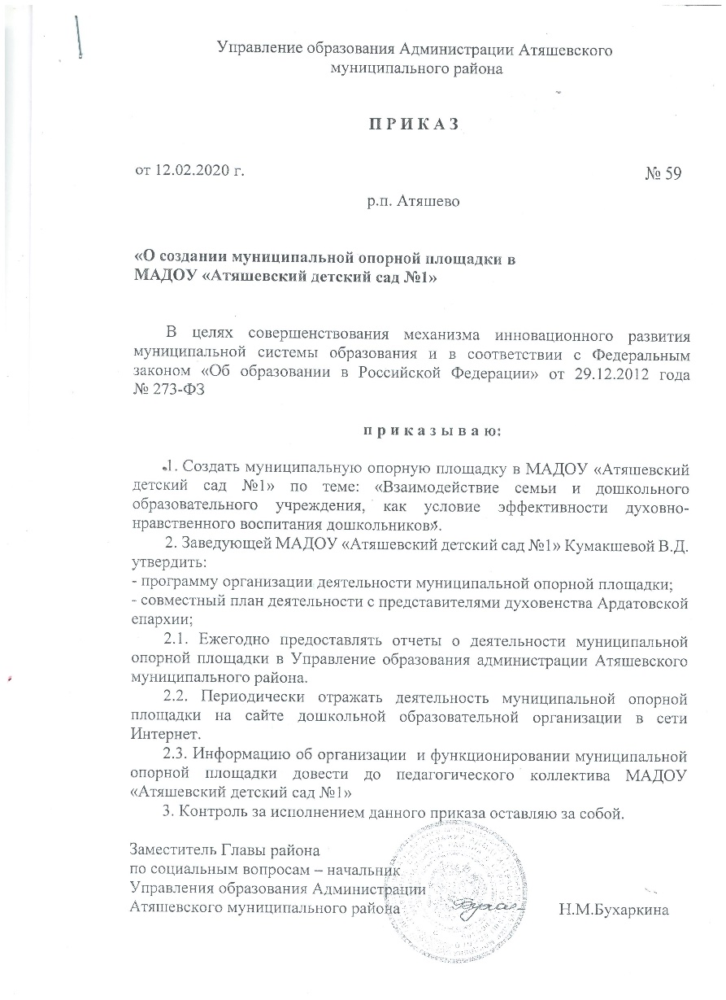 Управление образования Администрации Атяшевского
муниципального района
П Р И К А З
от 12.02.2020 г.
№ 59
р.п. Атяшево
«О создании муниципальной опорной площадки в
МАДОУ «Атяшевский детский сад №1»
В целях совершенствования механизма инновационного развития
муниципальной системы образования и в соответствии с Федеральным
законом «Об образовании в Российской Федерации» от 29.12.2012 года
№ 273-ФЗ
п р и к а з ы в а ю:
1. Создать муниципальную опорную площадку в МАДОУ «Атяшевский
детский сад №1» по теме: «Взаимодействие семьи и дошкольного
образовательного учреждения, как условие эффективности духовно-
нравственного воспитания дошкольников».
2. Заведующей МАДОУ «Атяшевский детский сад №1» Кумакшевой В.Д.
утвердить:
- программу организации деятельности муниципальной опорной площадки;
- совместный план деятельности с представителями духовенства Ардатовской
епархии;
2.1. Ежегодно предоставлять отчеты о деятельности муниципальной
опорной площадки в Управление образования администрации Атяшевского
муниципального района.
2.2. Периодически отражать деятельность муниципальной опорной
площадки на сайте дошкольной образовательной организации в сети
Интернет.
2.3. Информацию об организации и функционировании муниципальной
опорной площадки довести до педагогического коллектива МАДОУ
«Атяшевский детский сад №1»
3. Контроль за исполнением данного приказа оставляю за собой.
Заместитель Главы района
по социальным вопросам – начальник
Управления образования Администрации
Атяшевского муниципального района
Н.М.Бухаркина